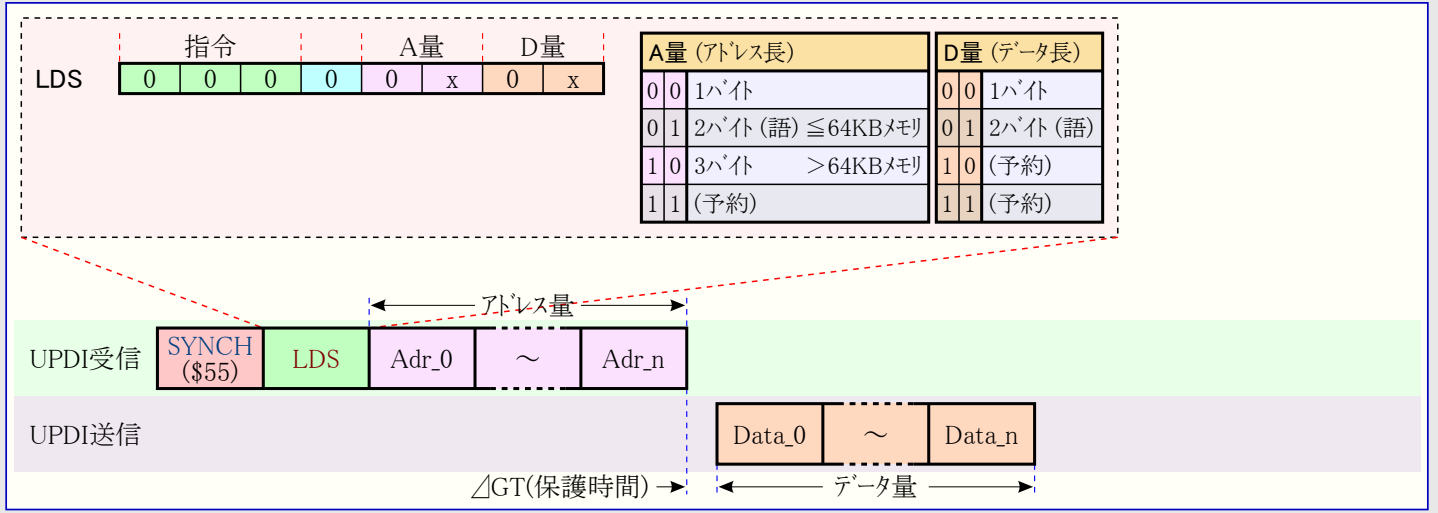 指令 A量 D量
LDS 0 0 0 0 0 x 0 x
A量 (アドレス長)
0 0 1バイト
0 1 2バイト (語) ≦64KBメモリ
1 0 3バイト >64KBメモリ
1 1 (予約)
D量 (データ長)
0 0 1バイト
0 1 2バイト (語)
1 0 (予約)
1 1 (予約)
アドレス量
UPDI受信 SYNCH ($55) LDS Adr_0 ～ Adr_n
UPDI送信 Data_0 ～ Data_n
⊿GT(保護時間) データ量